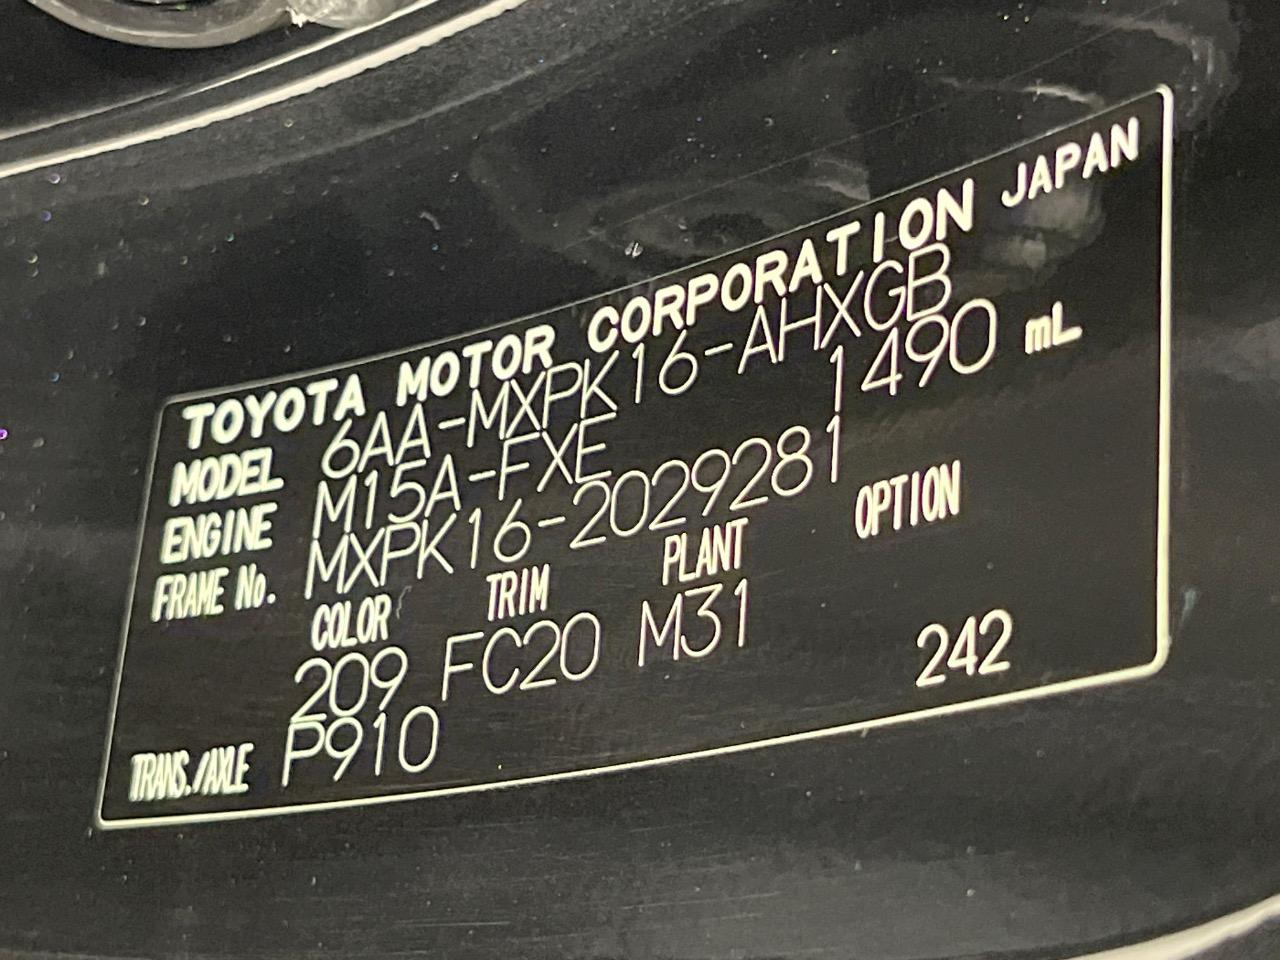 TOYOTA MOTOR CORPORATION JAPAN
MODEL 6AA-MXPK16-AHXGB
ENGINE M15A-FXE 1490 mL
FRAME No. MXPK16-2029281
COLOR TRIM PLANT OPTION
209 FC20 M31
TRANS./AXLE P910 242